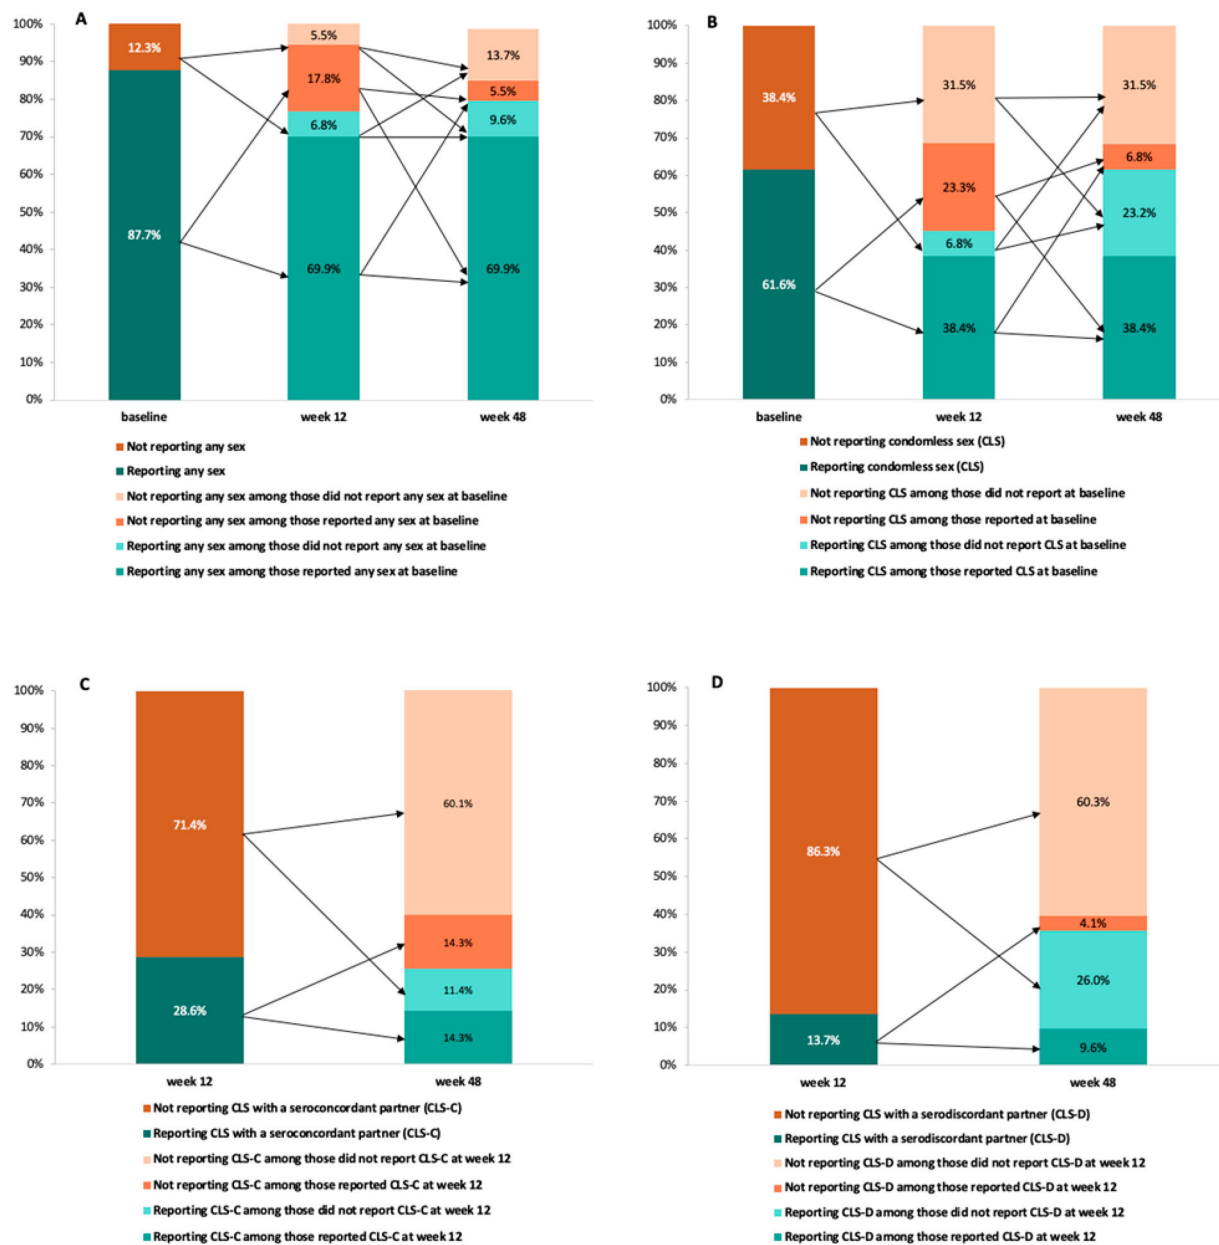 A
100%
90%
80%
70%
60%
50%
40%
30%
20%
10%
0%
12.3%
87.7%
5.5%
17.8%
6.8%
69.9%
13.7%
5.5%
9.6%
69.9%
baseline week 12 week 48
Not reporting any sex
Reporting any sex
Not reporting any sex among those did not report any sex at baseline
Not reporting any sex among those reported any sex at baseline
Reporting any sex among those did not report any sex at baseline
Reporting any sex among those reported any sex at baseline
B
100%
90%
80%
70%
60%
50%
40%
30%
20%
10%
0%
38.4%
61.6%
31.5%
23.3%
6.8%
38.4%
31.5%
6.8%
23.2%
38.4%
baseline week 12 week 48
Not reporting condomless sex (CLS)
Reporting condomless sex (CLS)
Not reporting CLS among those did not report at baseline
Not reporting CLS among those reported at baseline
Reporting CLS among those did not report CLS at baseline
Reporting CLS among those reported CLS at baseline
C
100%
90%
80%
70%
60%
50%
40%
30%
20%
10%
0%
71.4%
28.6%
60.1%
14.3%
11.4%
14.3%
week 12 week 48
Not reporting CLS with a seroconcordant partner (CLS-C)
Reporting CLS with a seroconcordant partner (CLS-C)
Not reporting CLS-C among those did not report CLS-C at week 12
Not reporting CLS-C among those reported CLS-C at week 12
Reporting CLS-C among those did not report CLS-C at week 12
Reporting CLS-C among those reported CLS-C at week 12
D
100%
90%
80%
70%
60%
50%
40%
30%
20%
10%
0%
86.3%
13.7%
60.3%
4.1%
26.0%
9.6%
week 12 week 48
Not reporting CLS with a serodiscordant partner (CLS-D)
Reporting CLS with a serodiscordant partner (CLS-D)
Not reporting CLS-D among those did not report CLS-D at week 12
Not reporting CLS-D among those reported CLS-D at week 12
Reporting CLS-D among those did not report CLS-D at week 12
Reporting CLS-D among those reported CLS-D at week 12